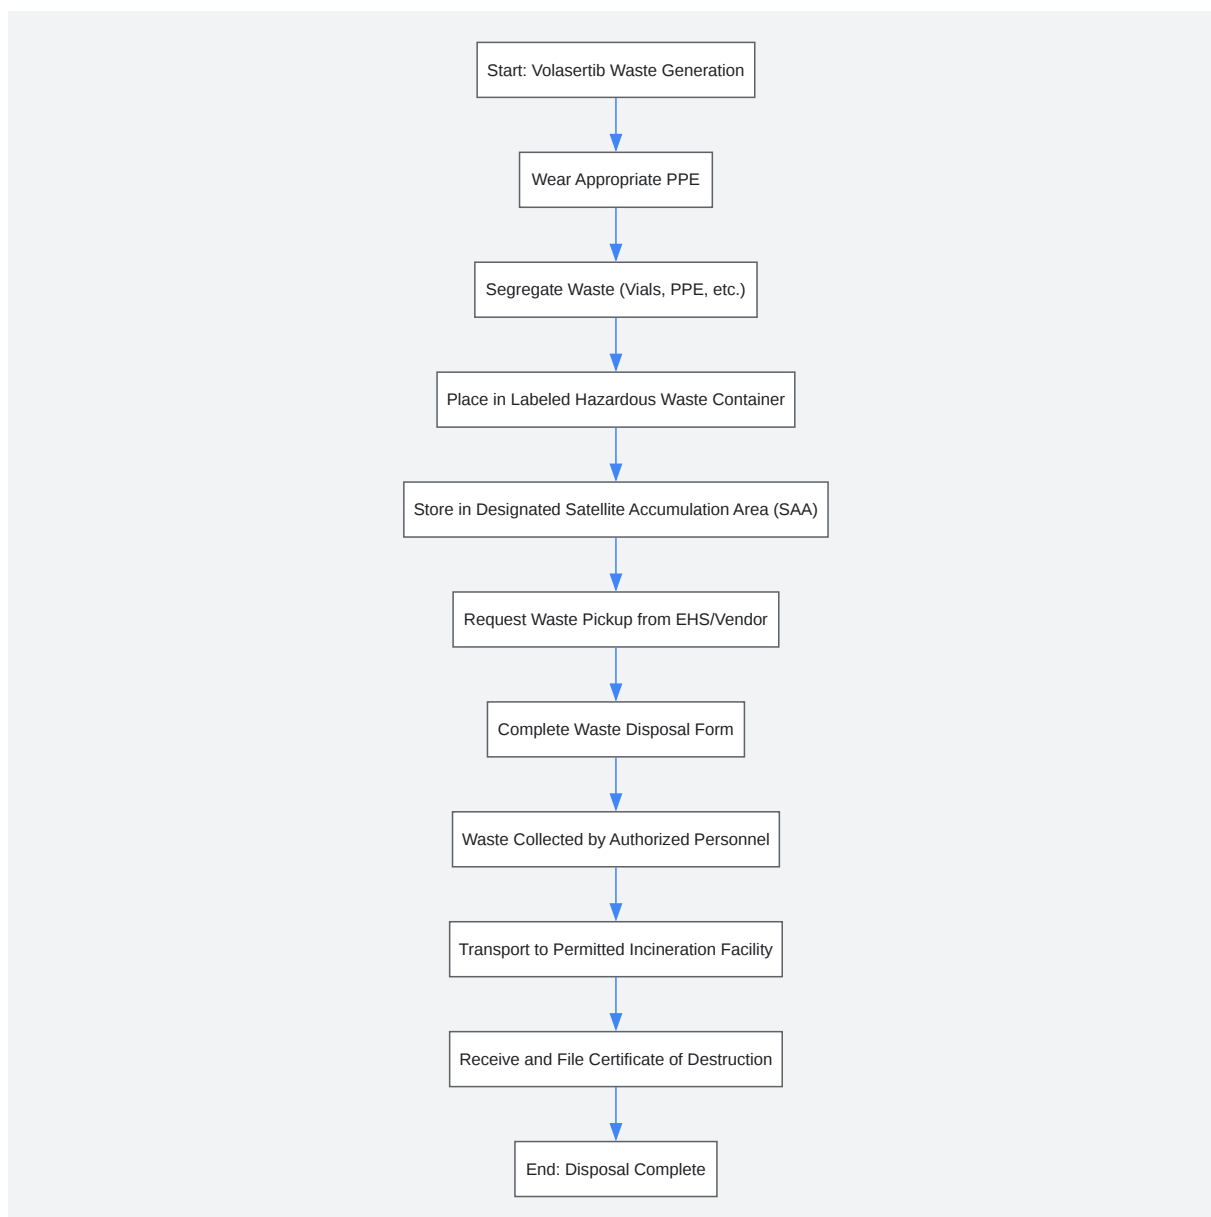 Start: Volasertib Waste Generation
Wear Appropriate PPE
Segregate Waste (Vials, PPE, etc.)
Place in Labeled Hazardous Waste Container
Store in Designated Satellite Accumulation Area (SAA)
Request Waste Pickup from EHS/Vendor
Complete Waste Disposal Form
Waste Collected by Authorized Personnel
Transport to Permitted Incineration Facility
Receive and File Certificate of Destruction
End: Disposal Complete